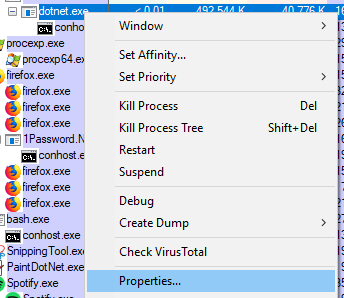 dotnet.exe < 0.01 492,544 K 40,776 K
conhost
Window
procexp.exe
procexp64.e
Set Affinity...
firefox.exe
Set Priority
firefox.exe
firefox.exe
Kill Process Del
firefox.exe
Kill Process Tree Shift+Del
1Password.N
Restart
conhost.e
Suspend
firefox.exe
firefox.exe
Debug
firefox.exe
bash.exe
Create Dump
conhost.exe
SnippingTool.exe
Check VirusTotal
PaintDotNet.exe
Spotify.exe
Properties...
Spotify.exe